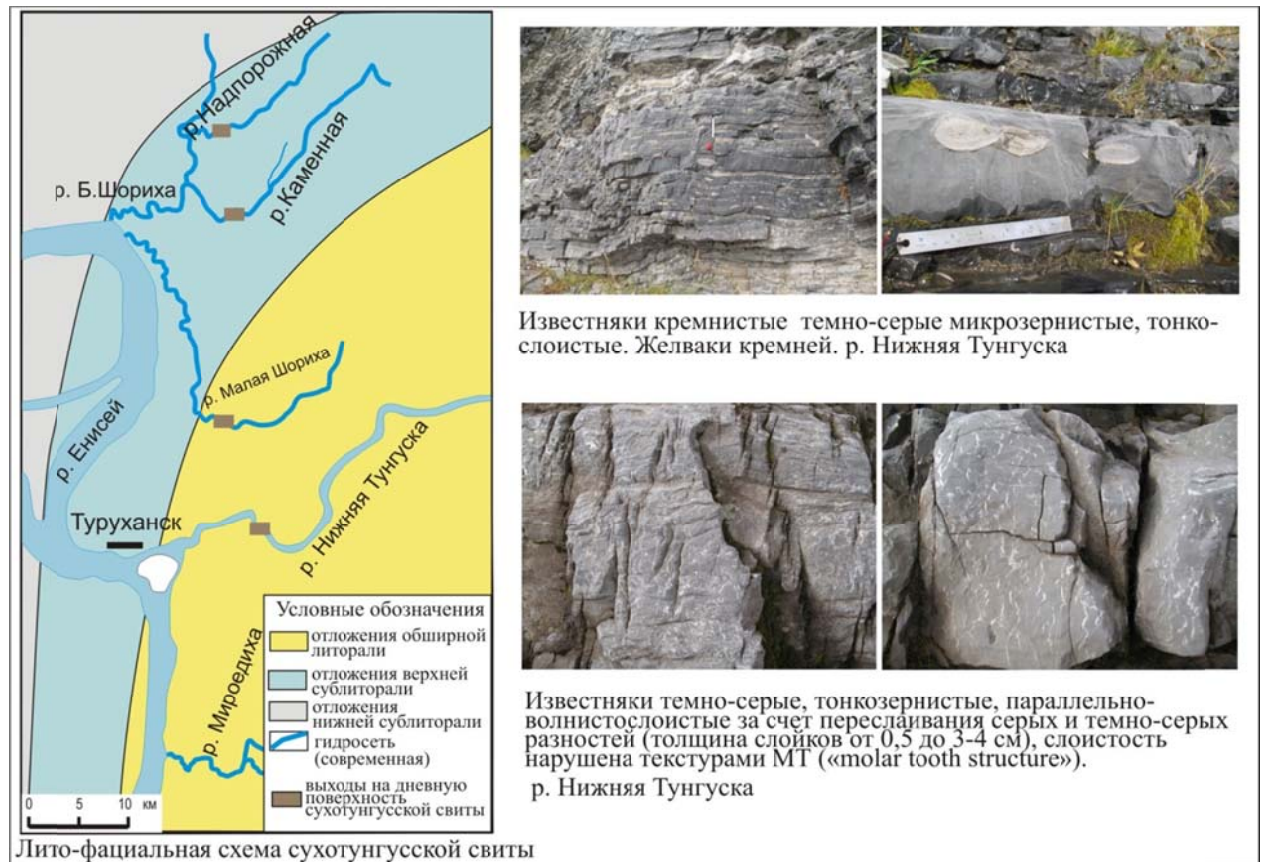 р. Надпорожная
р. Каменная
р. Б.Шориха
р. Малая Шориха
р. Енисей
р. Нижняя Тунгуска
Туруханск
р. Мироедиха
Условные обозначения
отложения обширной
литорали
отложения верхней
сублиторали
отложения
нижней сублиторали
гидросеть
(современная)
выходы на дневную
поверхность
сухотунгусской свиты
0 5 10 км
Лито-фациальная схема сухотунгусской свиты
Известняки кремнистые темно-серые микрозернистые, тонко-
слоистые. Желваки кремней. р. Нижняя Тунгуска
Известняки темно-серые, тонкозернистые, параллельно-
волнистослоистые за счет переслаивания серых и темно-серых
разностей (толщина слойков от 0,5 до 3-4 см), слоистость
нарушена текстурами МТ («molar tooth structure»).
р. Нижняя Тунгуска